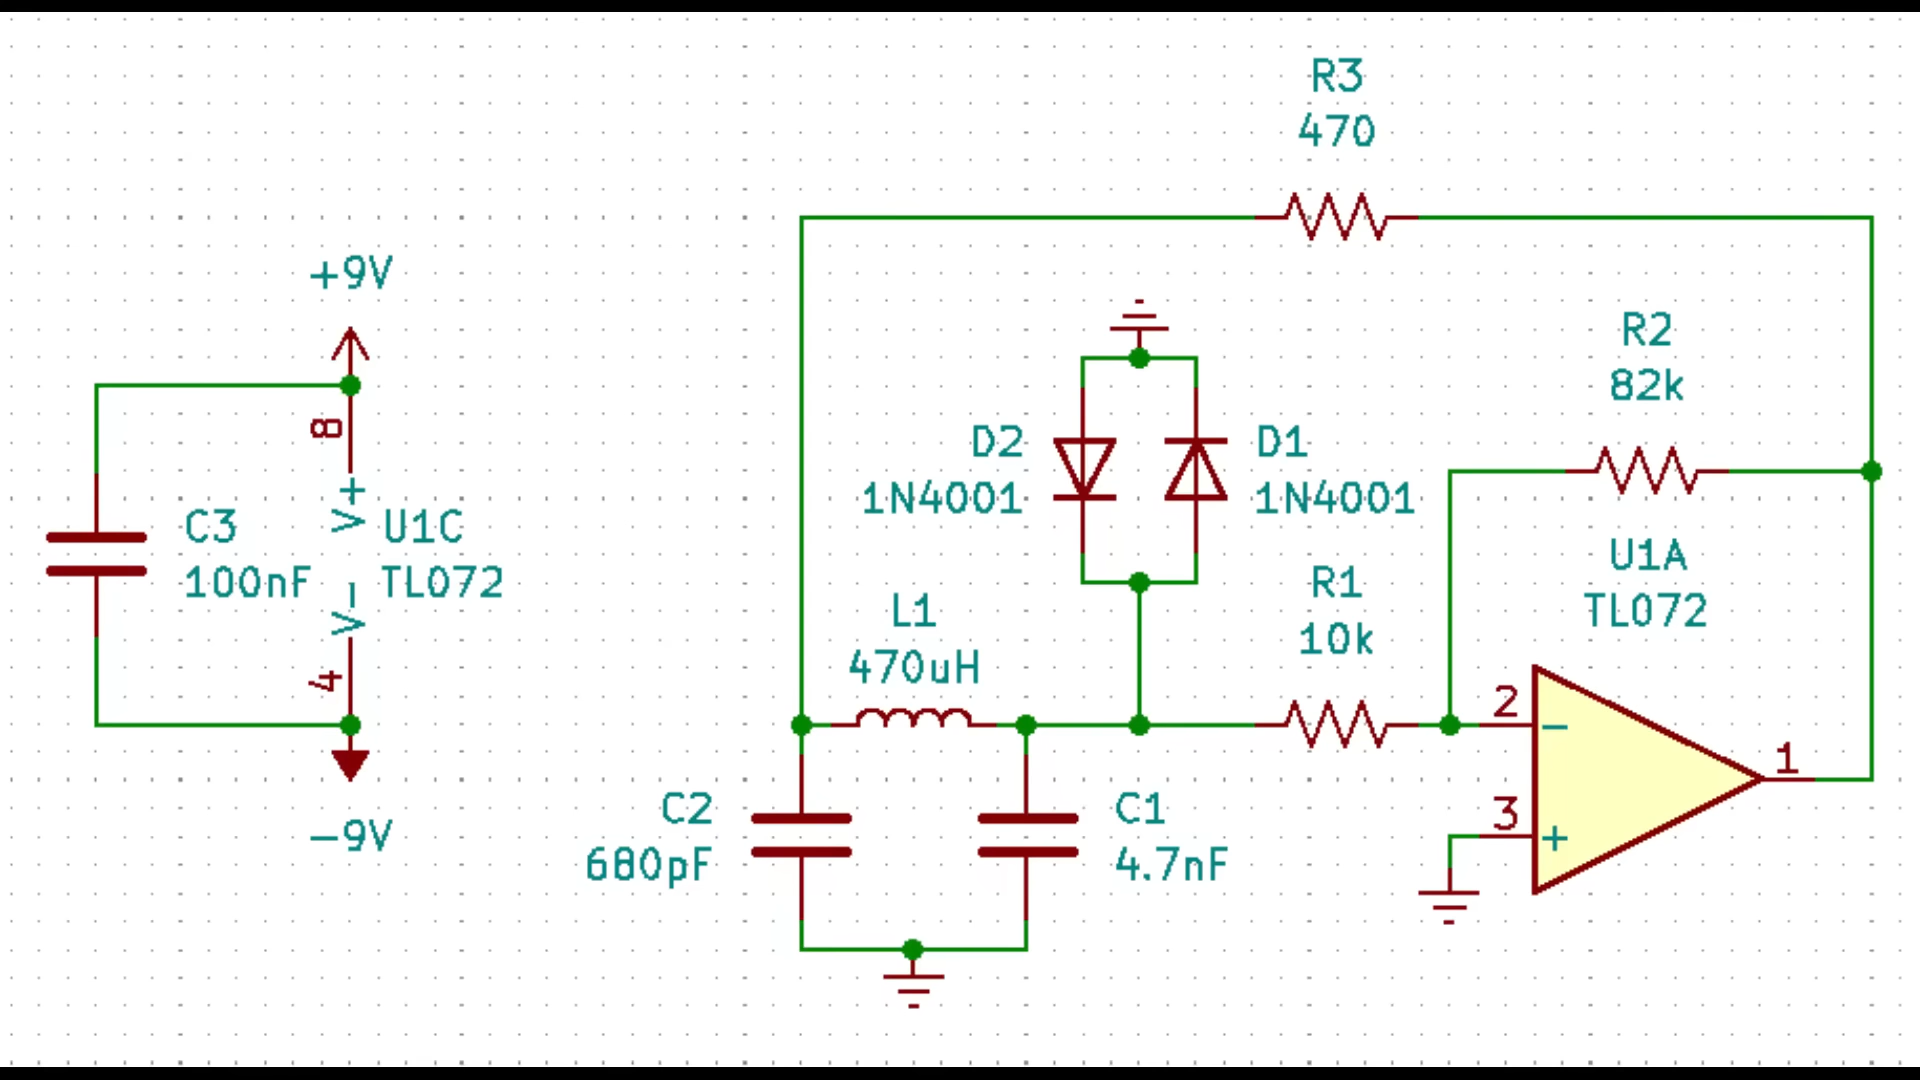 R3
470
+9V
8
C3
100nF
V+
V-
U1C
TL072
4
-9V
D2
1N4001
D1
1N4001
R2
82k
U1A
TL072
L1
470uH
R1
10k
2
-
3
+
1
C2
680pF
C1
4.7nF